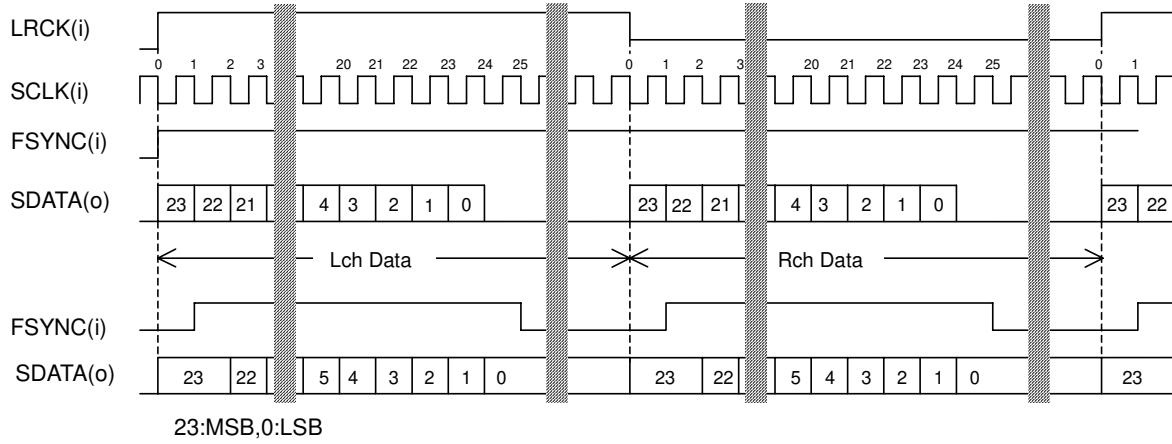 LRCK(i)
0 1 2 3 20 21 22 23 24 25 0 1 2 3 20 21 22 23 24 25 0 1
SCLK(i)
FSYNC(i)
SDATA(o) 23 22 21 4 3 2 1 0 23 22 21 4 3 2 1 0 23 22
Lch Data Rch Data
FSYNC(i)
SDATA(o) 23 22 5 4 3 2 1 0 23 22 5 4 3 2 1 0 23
23:MSB,0:LSB